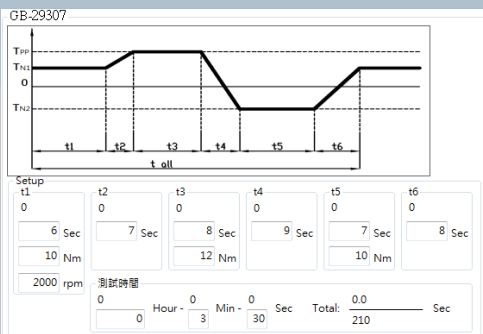 GB-29307
TPP
TN1
0
TN2
t1 t2 t3 t4 t5 t6
t all
Setup
t1 t2 t3 t4 t5 t6
0 0 0 0 0 0
6 Sec 7 Sec 8 Sec 9 Sec 7 Sec 8 Sec
10 Nm 12 Nm 10 Nm
2000 rpm
測試時間
0 0 0 0.0
Hour - Min - Sec Total: Sec
0 3 30 210